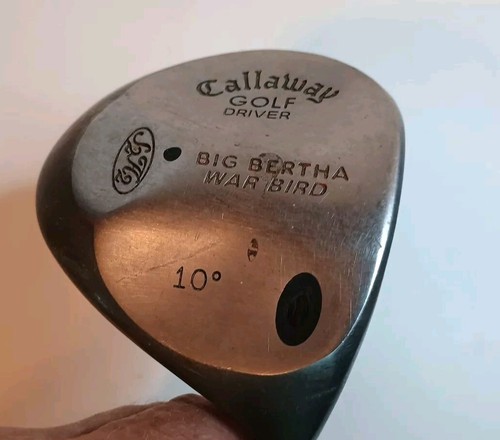 Callaway
GOLF
DRIVER
BIG BERTHA
WAR BIRD
10°